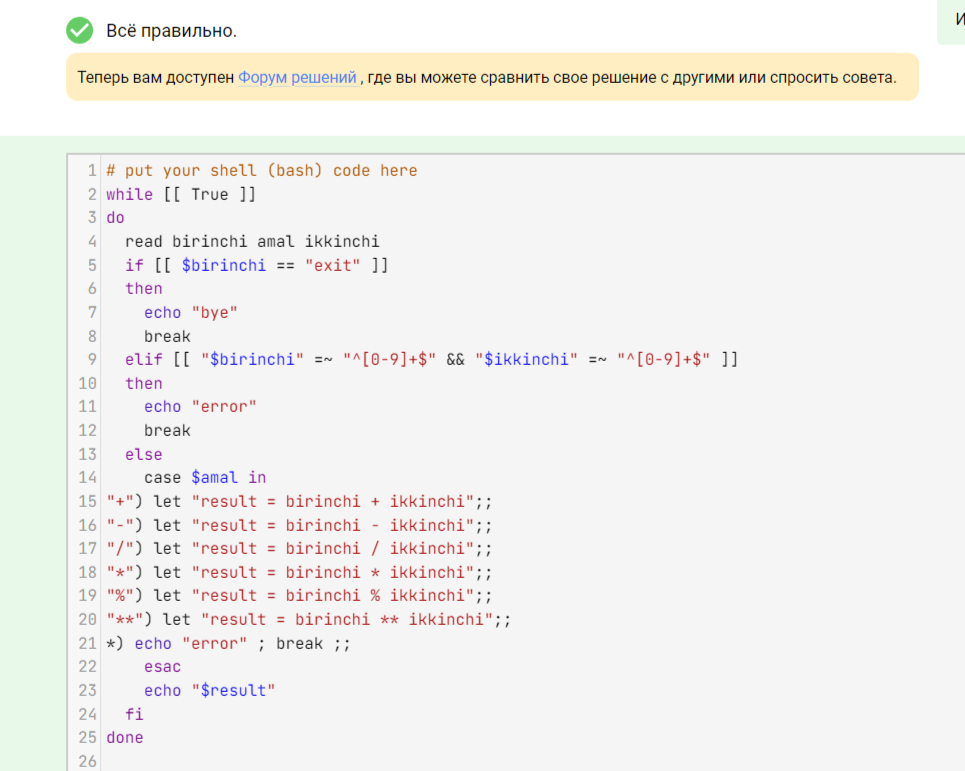 И
Всё правильно.
Теперь вам доступен Форум решений , где вы можете сравнить свое решение с другими или спросить совета.
1 # put your shell (bash) code here
2 while [[ True ]]
3 do
4   read birinchi amal ikkinchi
5   if [[ $birinchi == "exit" ]]
6   then
7     echo "bye"
8     break
9   elif [[ "$birinchi" =~ "^[0-9]+$" && "$ikkinchi" =~ "^[0-9]+$" ]]
10   then
11     echo "error"
12     break
13   else
14     case $amal in
15 "+") let "result = birinchi + ikkinchi";;
16 "-") let "result = birinchi - ikkinchi";;
17 "/") let "result = birinchi / ikkinchi";;
18 "*") let "result = birinchi * ikkinchi";;
19 "%") let "result = birinchi % ikkinchi";;
20 "**") let "result = birinchi ** ikkinchi";;
21 *) echo "error" ; break ;;
22     esac
23     echo "$result"
24   fi
25 done
26